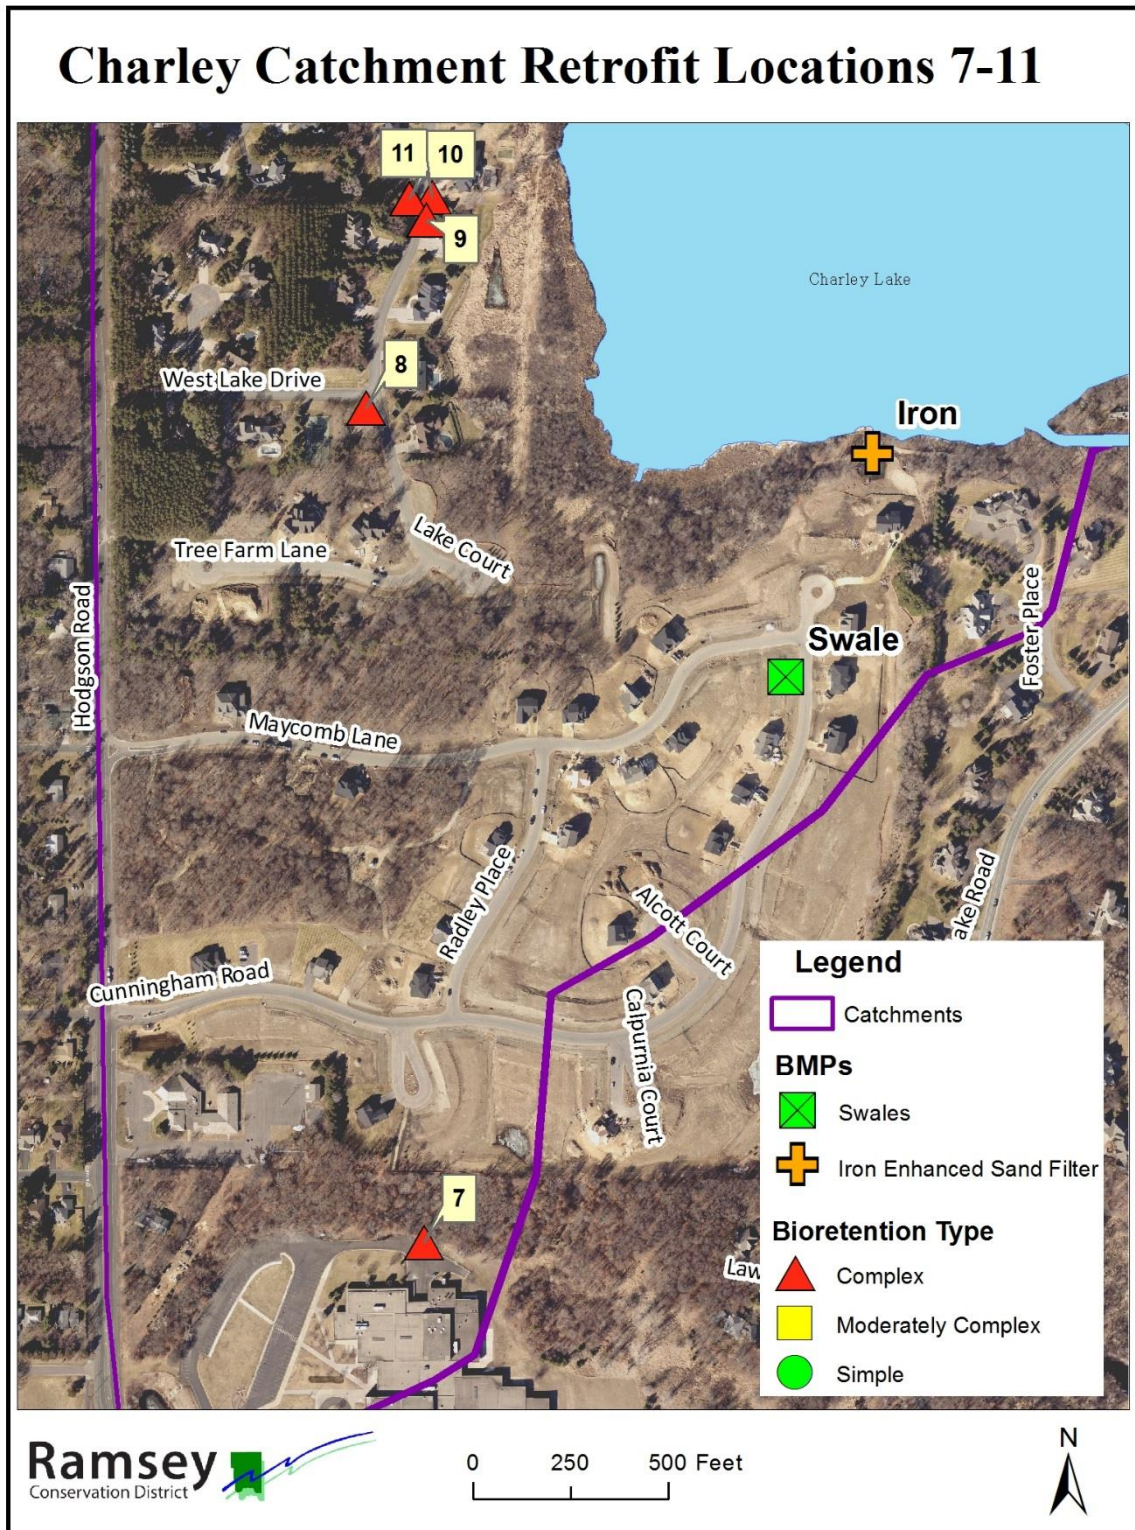 Charley Catchment Retrofit Locations 7-11
11
10
9
Charley Lake
8
West Lake Drive
Iron
Lake Court
Tree Farm Lane
Foster Place
Hodgson Road
Swale
Maycomb Lane
Radley Place
Alcott Court
ake Road
Cunningham Road
Calpurnia Court
7
Law
Legend
Catchments
BMPs
Swales
Iron Enhanced Sand Filter
Bioretention Type
Complex
Moderately Complex
Simple
Ramsey
Conservation District
0 250 500 Feet
N